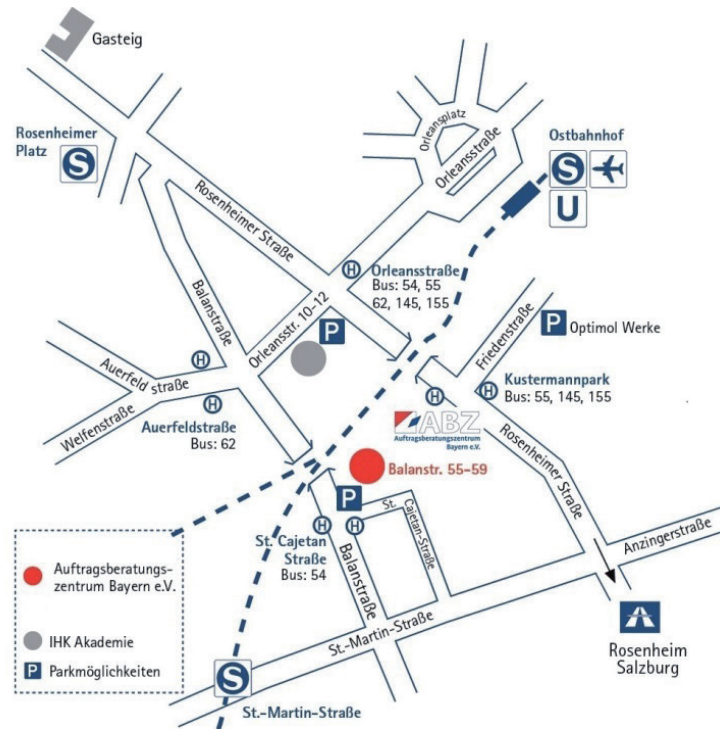 Gasteig
Rosenheimer
Platz
S
Orleansplatz
Orleansstraße
Ostbahnhof
S
U
Rosenheimer Straße
H
Orleansstraße
Bus: 54, 55
62, 145, 155
Balanstraße
Orleansstr. 10–12
P
Friedenstraße
P
Optimol Werke
H
Auerfeld straße
Welfenstraße
H
Auerfeldstraße
Bus: 62
H
Kustermannpark
Bus: 55, 145, 155
H
ABZ
Auftragsberatungszentrum
Bayern e.V.
Rosenheimer Straße
Balanstr. 55–59
P
St.
Cajetan-Straße
H
H
St. Cajetan
Straße
Bus: 54
Balanstraße
Anzingerstraße
St.-Martin-Straße
Rosenheim
Salzburg
S
St.-Martin-Straße
Auftragsberatungs-
zentrum Bayern e.V.
IHK Akademie
P
Parkmöglichkeiten